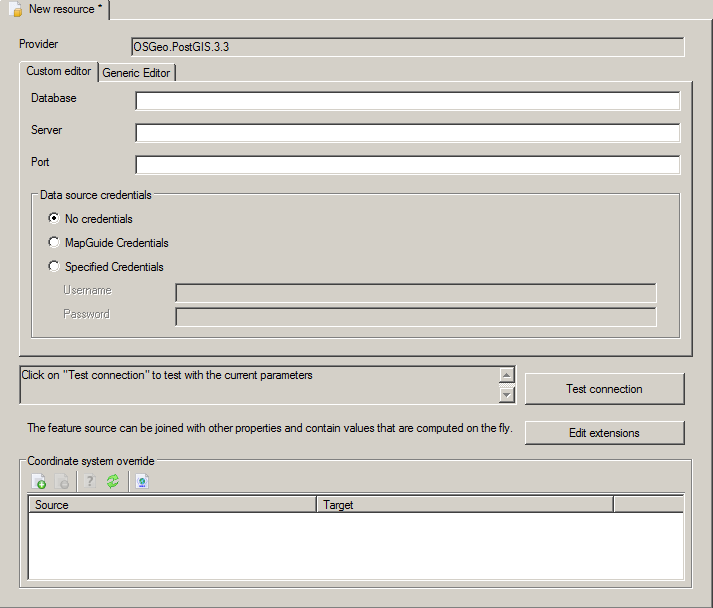 New resource *
Provider
OSGeo.PostGIS.3.3
Custom editor
Generic Editor
Database
Server
Port
Data source credentials
No credentials
MapGuide Credentials
Specified Credentials
Username
Password
Click on "Test connection" to test with the current parameters
Test connection
The feature source can be joined with other properties and contain values that are computed on the fly.
Edit extensions
Coordinate system override
?
Source
Target